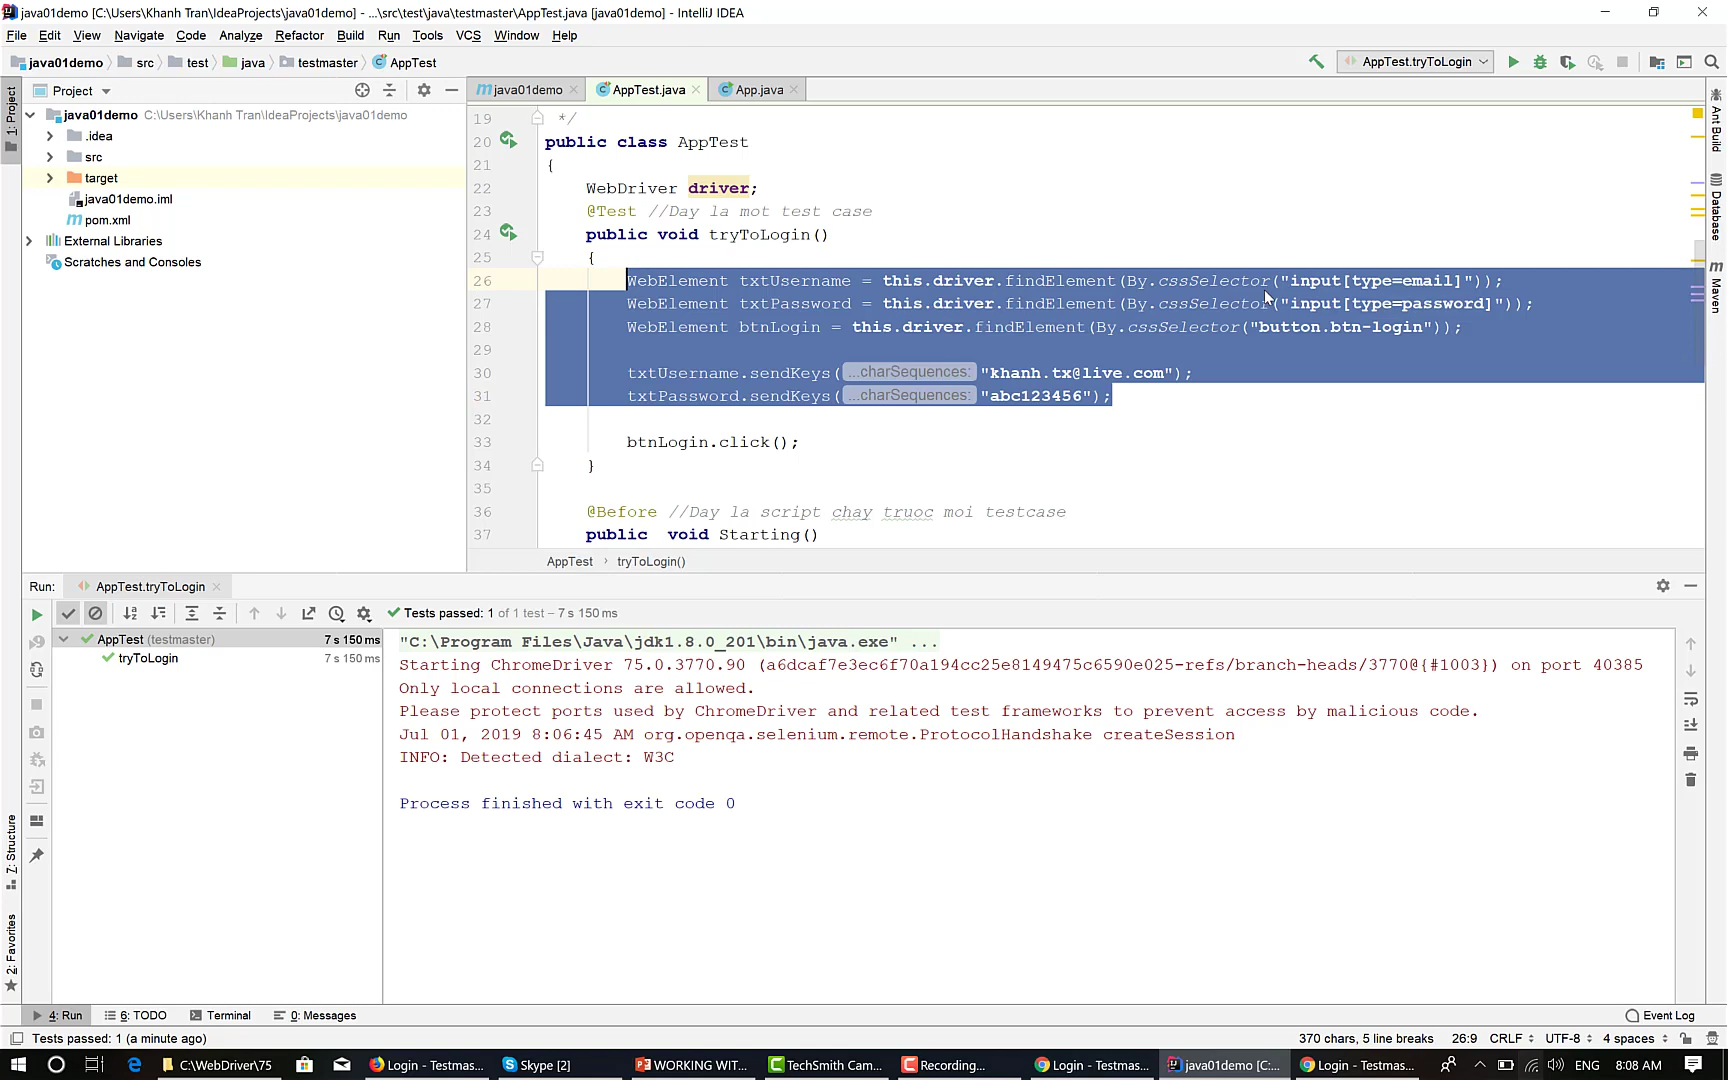 java01demo [C:\Users\Khanh Tran\IdeaProjects\java01demo] - ...\src\test\java\testmaster\AppTest.java [java01demo] - IntelliJ IDEA
File Edit View Navigate Code Analyze Refactor Build Run Tools VCS Window Help
java01demo src test java testmaster AppTest
AppTest.tryToLogin
1: Project
Project
java01demo C:\Users\Khanh Tran\IdeaProjects\java01demo
.idea
src
target
java01demo.iml
pom.xml
External Libraries
Scratches and Consoles
java01demo AppTest.java App.java
19 */
20 public class AppTest
21 {
22 WebDriver driver;
23 @Test //Day la mot test case
24 public void tryToLogin()
25 {
26 WebElement txtUsername = this.driver.findElement(By.cssSelector("input[type=email]"));
27 WebElement txtPassword = this.driver.findElement(By.cssSelector("input[type=password]"));
28 WebElement btnLogin = this.driver.findElement(By.cssSelector("button.btn-login"));
29
30 txtUsername.sendKeys( ...charSequences: "khanh.tx@live.com");
31 txtPassword.sendKeys( ...charSequences: "abc123456");
32
33 btnLogin.click();
34 }
35
36 @Before //Day la script chay truoc moi testcase
37 public void Starting()
AppTest › tryToLogin()
Ant Build
Database
Maven
Run: AppTest.tryToLogin
Tests passed: 1 of 1 test – 7 s 150 ms
AppTest (testmaster) 7 s 150 ms
tryToLogin 7 s 150 ms
"C:\Program Files\Java\jdk1.8.0_201\bin\java.exe" ...
Starting ChromeDriver 75.0.3770.90 (a6dcaf7e3ec6f70a194cc25e8149475c6590e025-refs/branch-heads/3770@{#1003}) on port 40385
Only local connections are allowed.
Please protect ports used by ChromeDriver and related test frameworks to prevent access by malicious code.
Jul 01, 2019 8:06:45 AM org.openqa.selenium.remote.ProtocolHandshake createSession
INFO: Detected dialect: W3C
Process finished with exit code 0
7: Structure
2: Favorites
4: Run 6: TODO Terminal 0: Messages Event Log
Tests passed: 1 (a minute ago) 370 chars, 5 line breaks 26:9 CRLF UTF-8 4 spaces
C:\WebDriver\75 Login - Testmas... Skype [2] WORKING WIT... TechSmith Cam... Recording... Login - Testmas... java01demo [C:... Login - Testmas... ENG 8:08 AM